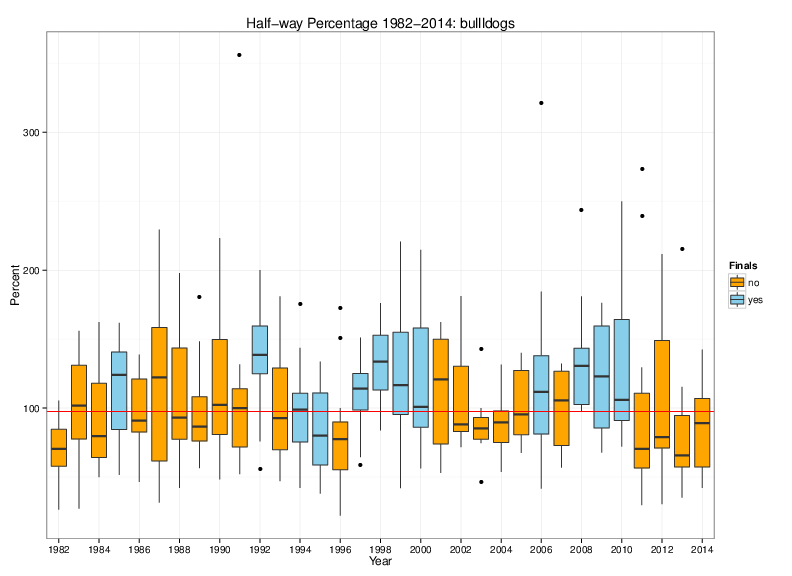 Half−way Percentage 1982−2014: bullldogs
300
200
100
Percent
1982 1984 1986 1988 1990 1992 1994 1996 1998 2000 2002 2004 2006 2008 2010 2012 2014
Year
Finals
no
yes